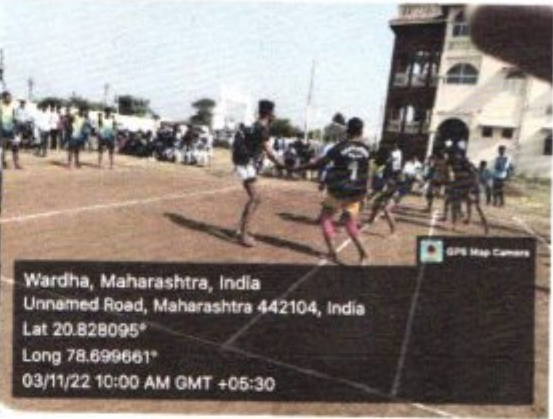 GPS Map Camera
Wardha, Maharashtra, India
Unnamed Road, Maharashtra 442104, India
Lat 20.828095°
Long 78.699661°
03/11/22 10:00 AM GMT +05:30